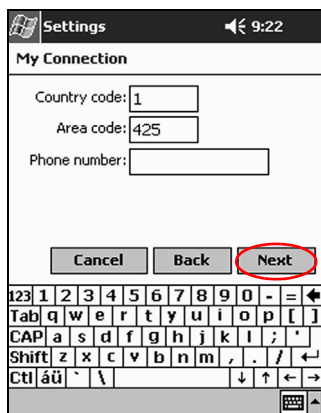 Settings 9:22
My Connection
Country code: 1
Area code: 425
Phone number:
Cancel Back Next
123 1 2 3 4 5 6 7 8 9 0 - =
Tab q w e r t y u i o p [ ]
CAP a s d f g h j k l ; '
Shift z x c v b n m , . /
Ctl áü ` \